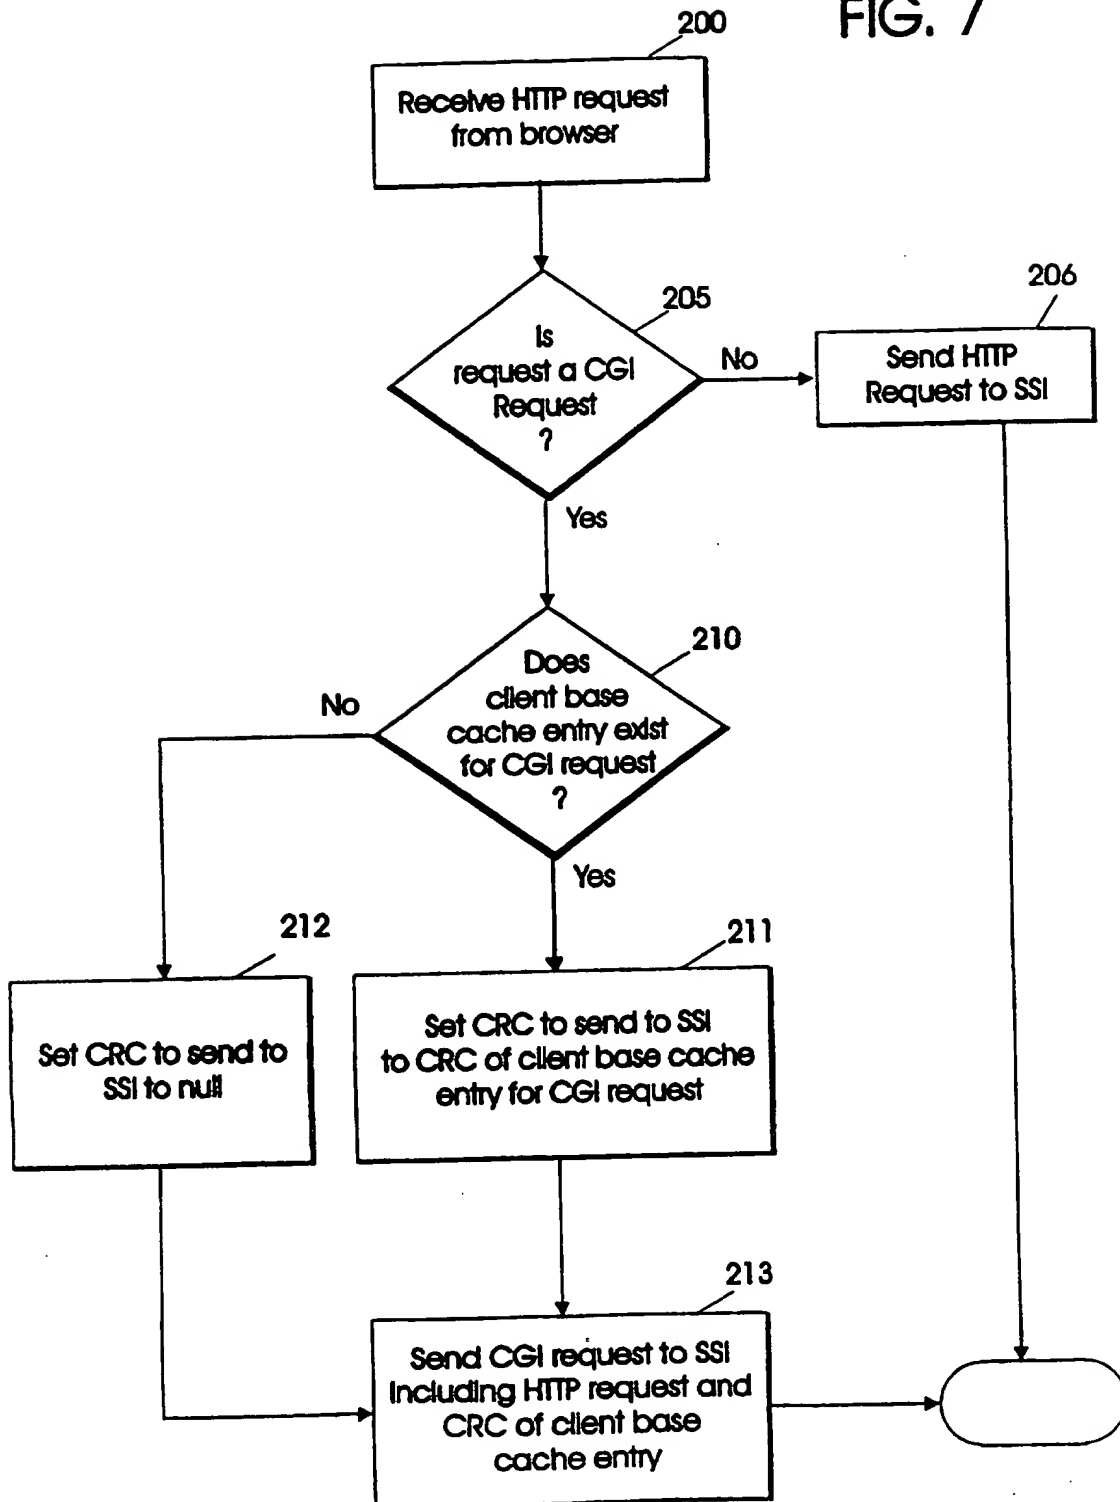 FIG. 7
200
Receive HTTP request
from browser
205
Is
request a CGI
Request
?
No
206
Send HTTP
Request to SSI
Yes
210
Does
client base
cache entry exist
for CGI request
?
No
Yes
212
Set CRC to send to
SSI to null
211
Set CRC to send to SSI
to CRC of client base cache
entry for CGI request
213
Send CGI request to SSI
Including HTTP request and
CRC of client base
cache entry